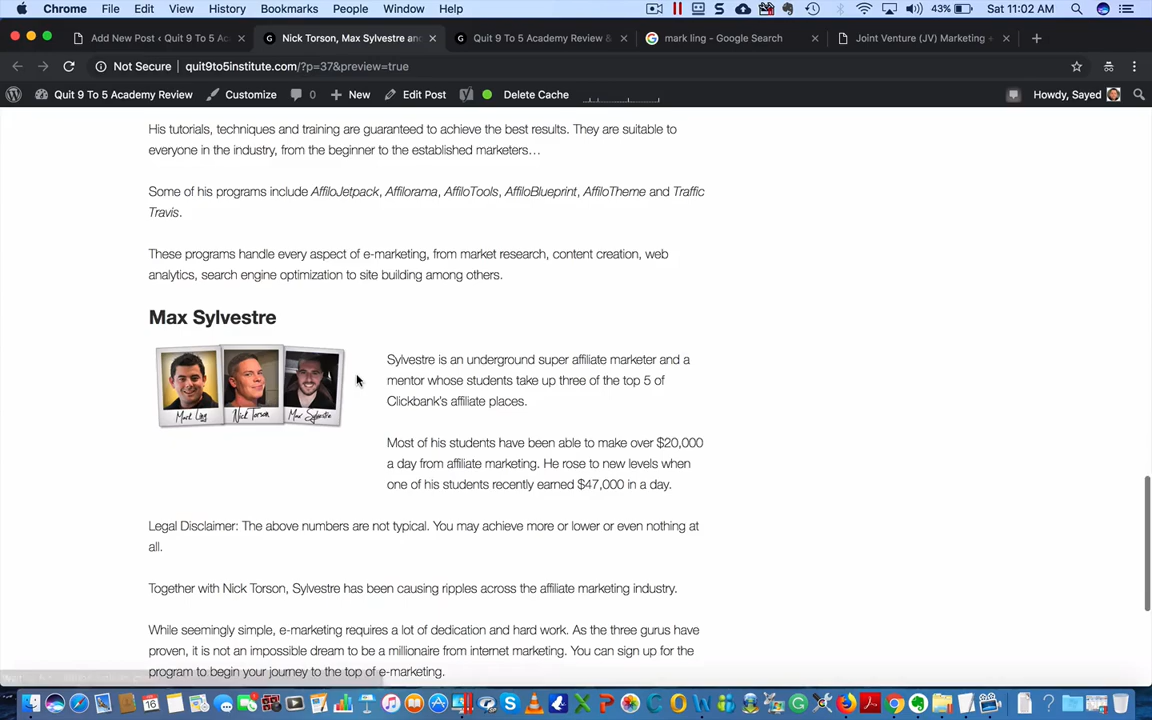 Chrome File Edit View History Bookmarks People Window Help 43% Sat 11:02 AM
Add New Post ‹ Quit 9 To 5 Ac
Nick Torson, Max Sylvestre and
Quit 9 To 5 Academy Review &
mark ling - Google Search
Joint Venture (JV) Marketing
Not Secure quit9to5institute.com/?p=37&preview=true
Quit 9 To 5 Academy Review Customize 0 New Edit Post Delete Cache Howdy, Sayed
His tutorials, techniques and training are guaranteed to achieve the best results. They are suitable to
everyone in the industry, from the beginner to the established marketers…
Some of his programs include AffiloJetpack, Affilorama, AffiloTools, AffiloBlueprint, AffiloTheme and Traffic
Travis.
These programs handle every aspect of e-marketing, from market research, content creation, web
analytics, search engine optimization to site building among others.
Max Sylvestre
Mark Ling Nick Torson Max Sylvestre
Sylvestre is an underground super affiliate marketer and a
mentor whose students take up three of the top 5 of
Clickbank's affiliate places.
Most of his students have been able to make over $20,000
a day from affiliate marketing. He rose to new levels when
one of his students recently earned $47,000 in a day.
Legal Disclaimer: The above numbers are not typical. You may achieve more or lower or even nothing at
all.
Together with Nick Torson, Sylvestre has been causing ripples across the affiliate marketing industry.
While seemingly simple, e-marketing requires a lot of dedication and hard work. As the three gurus have
proven, it is not an impossible dream to be a millionaire from internet marketing. You can sign up for the
program to begin your journey to the top of e-marketing.